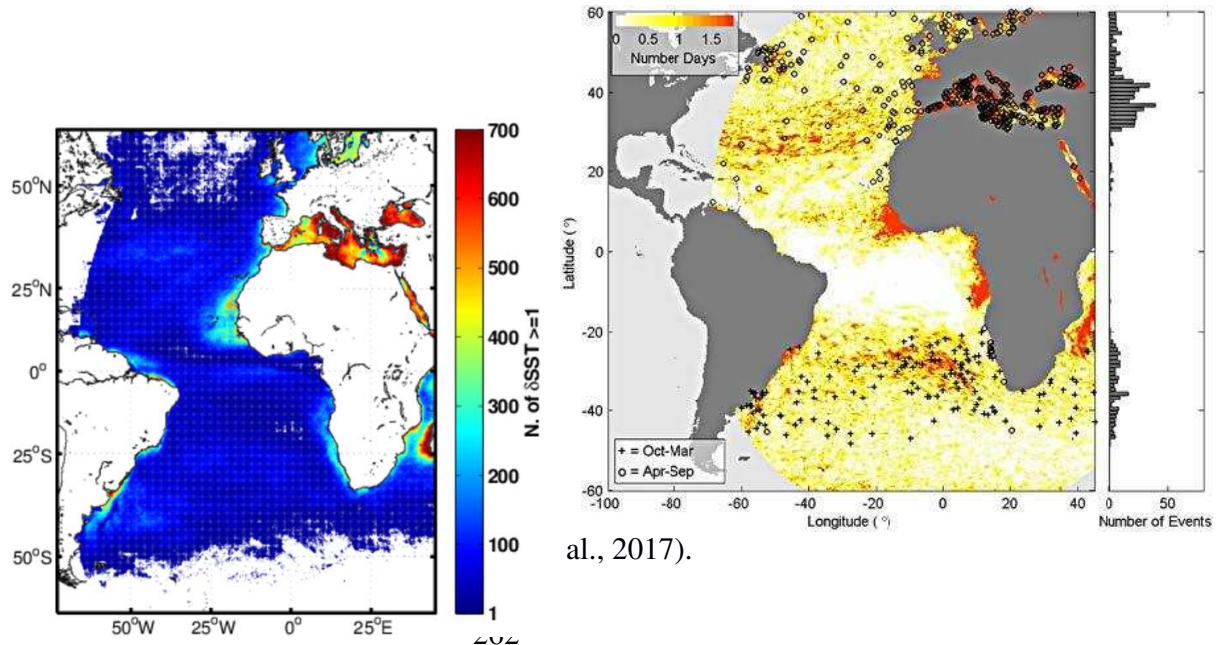 50°N
25°N
0°
25°S
50°S
50°W
25°W
0°
25°E
700
600
500
400
300
200
100
1
N. of δSST >=1
0 0.5 1 1.5
Number Days
60
40
20
0
-20
-40
-60
Latitude (°)
+ = Oct-Mar
o = Apr-Sep
-100 -80 -60 -40 -20 0 20 40
Longitude (°)
0 50
Number of Events
al., 2017).